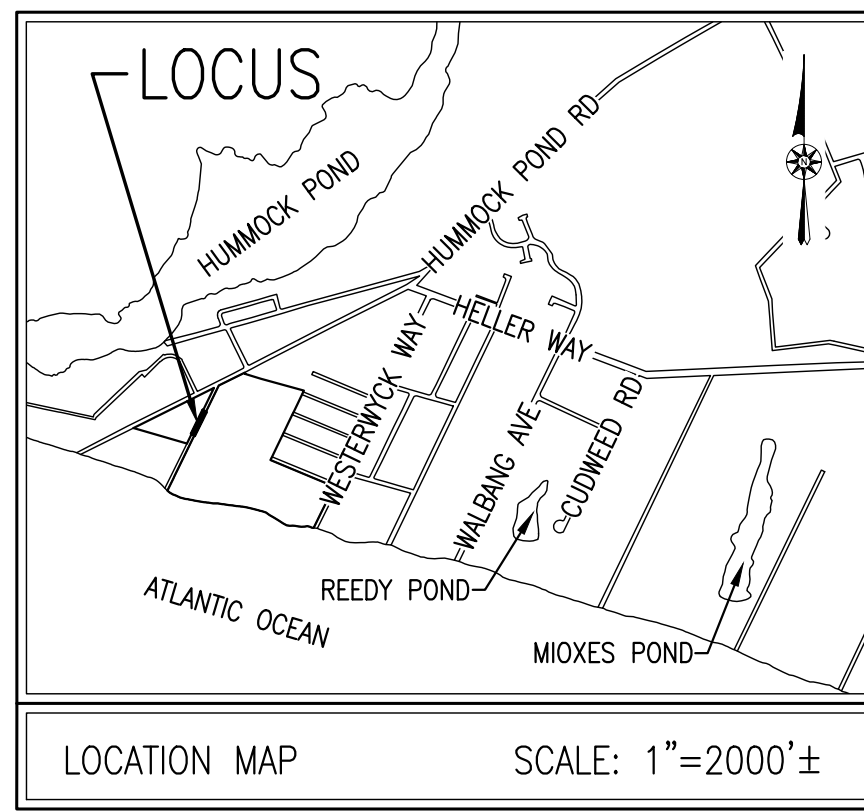 LOCUS
HUMMOCK POND
HUMMOCK POND RD
N
HELLER WAY
WESTERWYCK WAY
WALBANG AVE
CUDWEED RD
REEDY POND
ATLANTIC OCEAN
MIOXES POND
LOCATION MAP
SCALE: 1"=2000'±